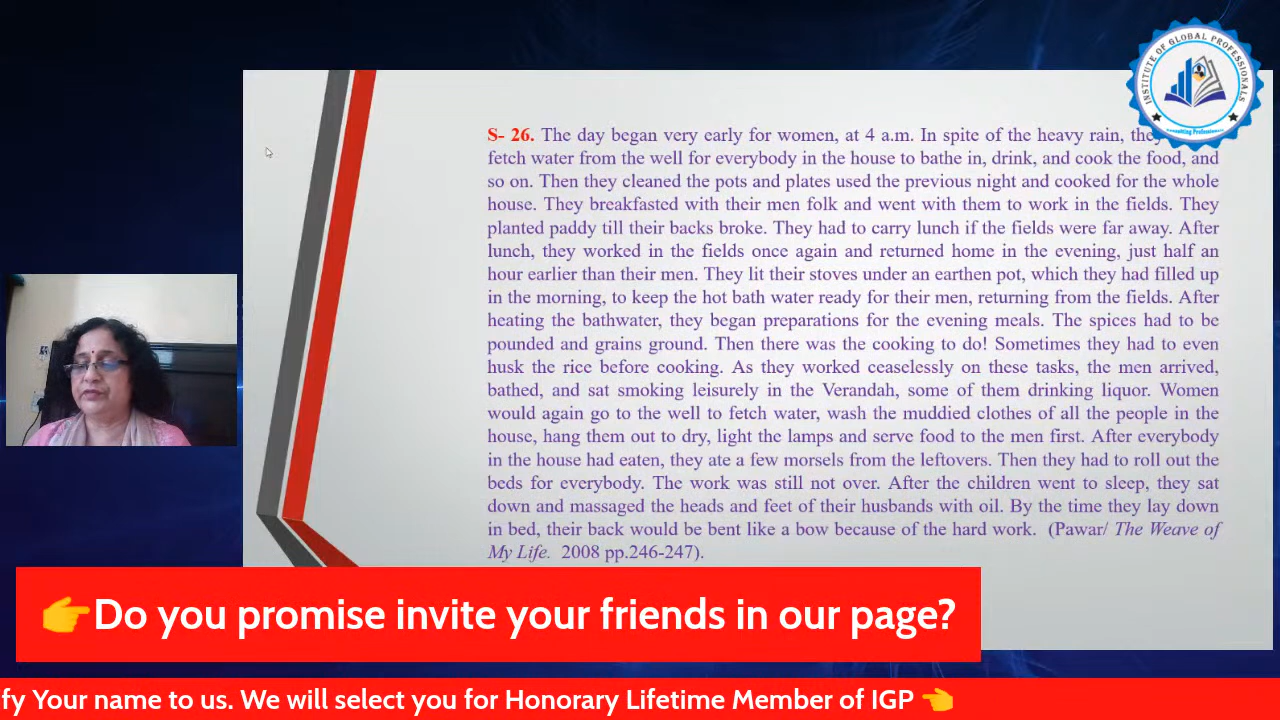 INSTITUTE OF GLOBAL PROFESSIONALS
Consulting Professionals
S- 26. The day began very early for women, at 4 a.m. In spite of the heavy rain,
fetch water from the well for everybody in the house to bathe in, drink, and cook the food, and
so on. Then they cleaned the pots and plates used the previous night and cooked for the whole
house. They breakfasted with their men folk and went with them to work in the fields. They
planted paddy till their backs broke. They had to carry lunch if the fields were far away. After
lunch, they worked in the fields once again and returned home in the evening, just half an
hour earlier than their men. They lit their stoves under an earthen pot, which they had filled up
in the morning, to keep the hot bath water ready for their men, returning from the fields. After
heating the bathwater, they began preparations for the evening meals. The spices had to be
pounded and grains ground. Then there was the cooking to do! Sometimes they had to even
husk the rice before cooking. As they worked ceaselessly on these tasks, the men arrived,
bathed, and sat smoking leisurely in the Verandah, some of them drinking liquor. Women
would again go to the well to fetch water, wash the muddied clothes of all the people in the
house, hang them out to dry, light the lamps and serve food to the men first. After everybody
in the house had eaten, they ate a few morsels from the leftovers. Then they had to roll out the
beds for everybody. The work was still not over. After the children went to sleep, they sat
down and massaged the heads and feet of their husbands with oil. By the time they lay down
in bed, their back would be bent like a bow because of the hard work. (Pawar/ The Weave of
My Life. 2008 pp.246-247).
👉Do you promise invite your friends in our page?
fy Your name to us. We will select you for Honorary Lifetime Member of IGP 👈